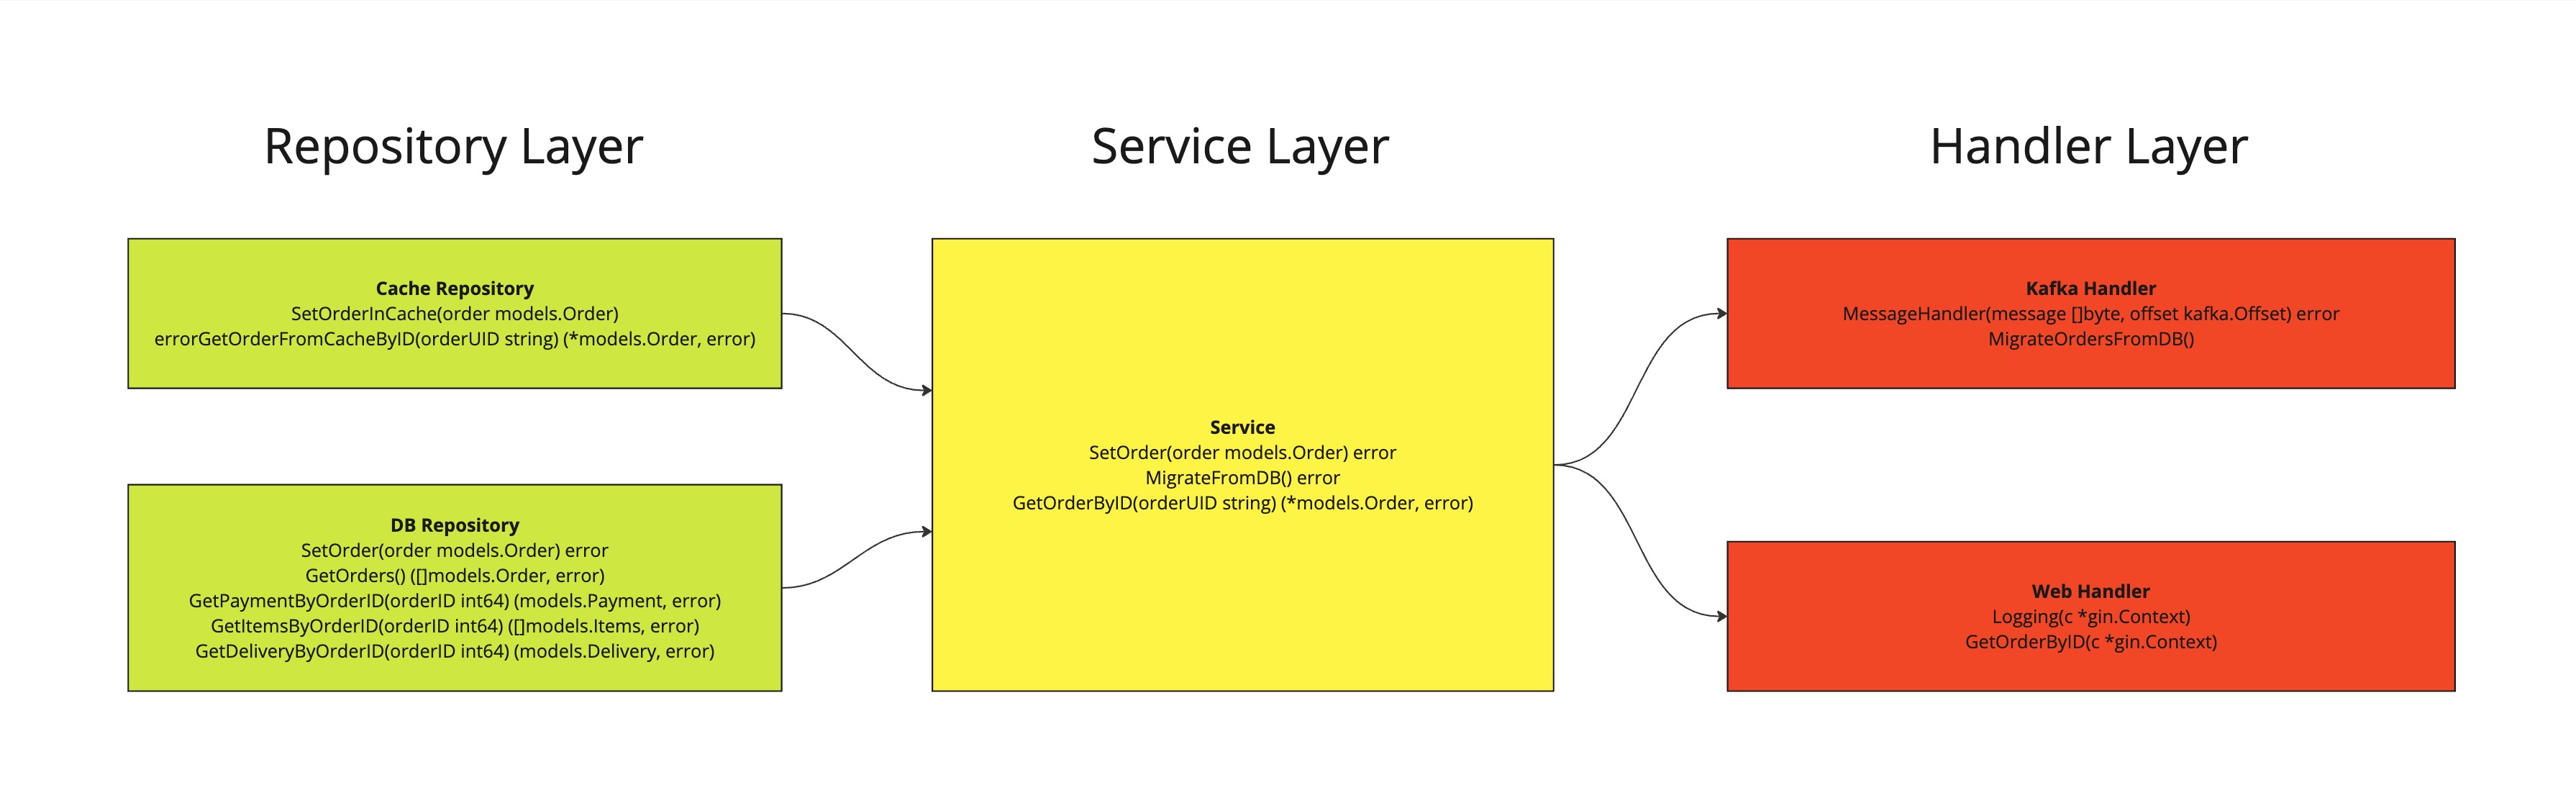 Repository Layer
Service Layer
Handler Layer
Cache Repository
SetOrderInCache(order models.Order)
errorGetOrderFromCacheByID(orderUID string) (*models.Order, error)
DB Repository
SetOrder(order models.Order) error
GetOrders() ([]models.Order, error)
GetPaymentByOrderID(orderID int64) (models.Payment, error)
GetItemsByOrderID(orderID int64) ([]models.Items, error)
GetDeliveryByOrderID(orderID int64) (models.Delivery, error)
Service
SetOrder(order models.Order) error
MigrateFromDB() error
GetOrderByID(orderUID string) (*models.Order, error)
Kafka Handler
MessageHandler(message []byte, offset kafka.Offset) error
MigrateOrdersFromDB()
Web Handler
Logging(c *gin.Context)
GetOrderByID(c *gin.Context)